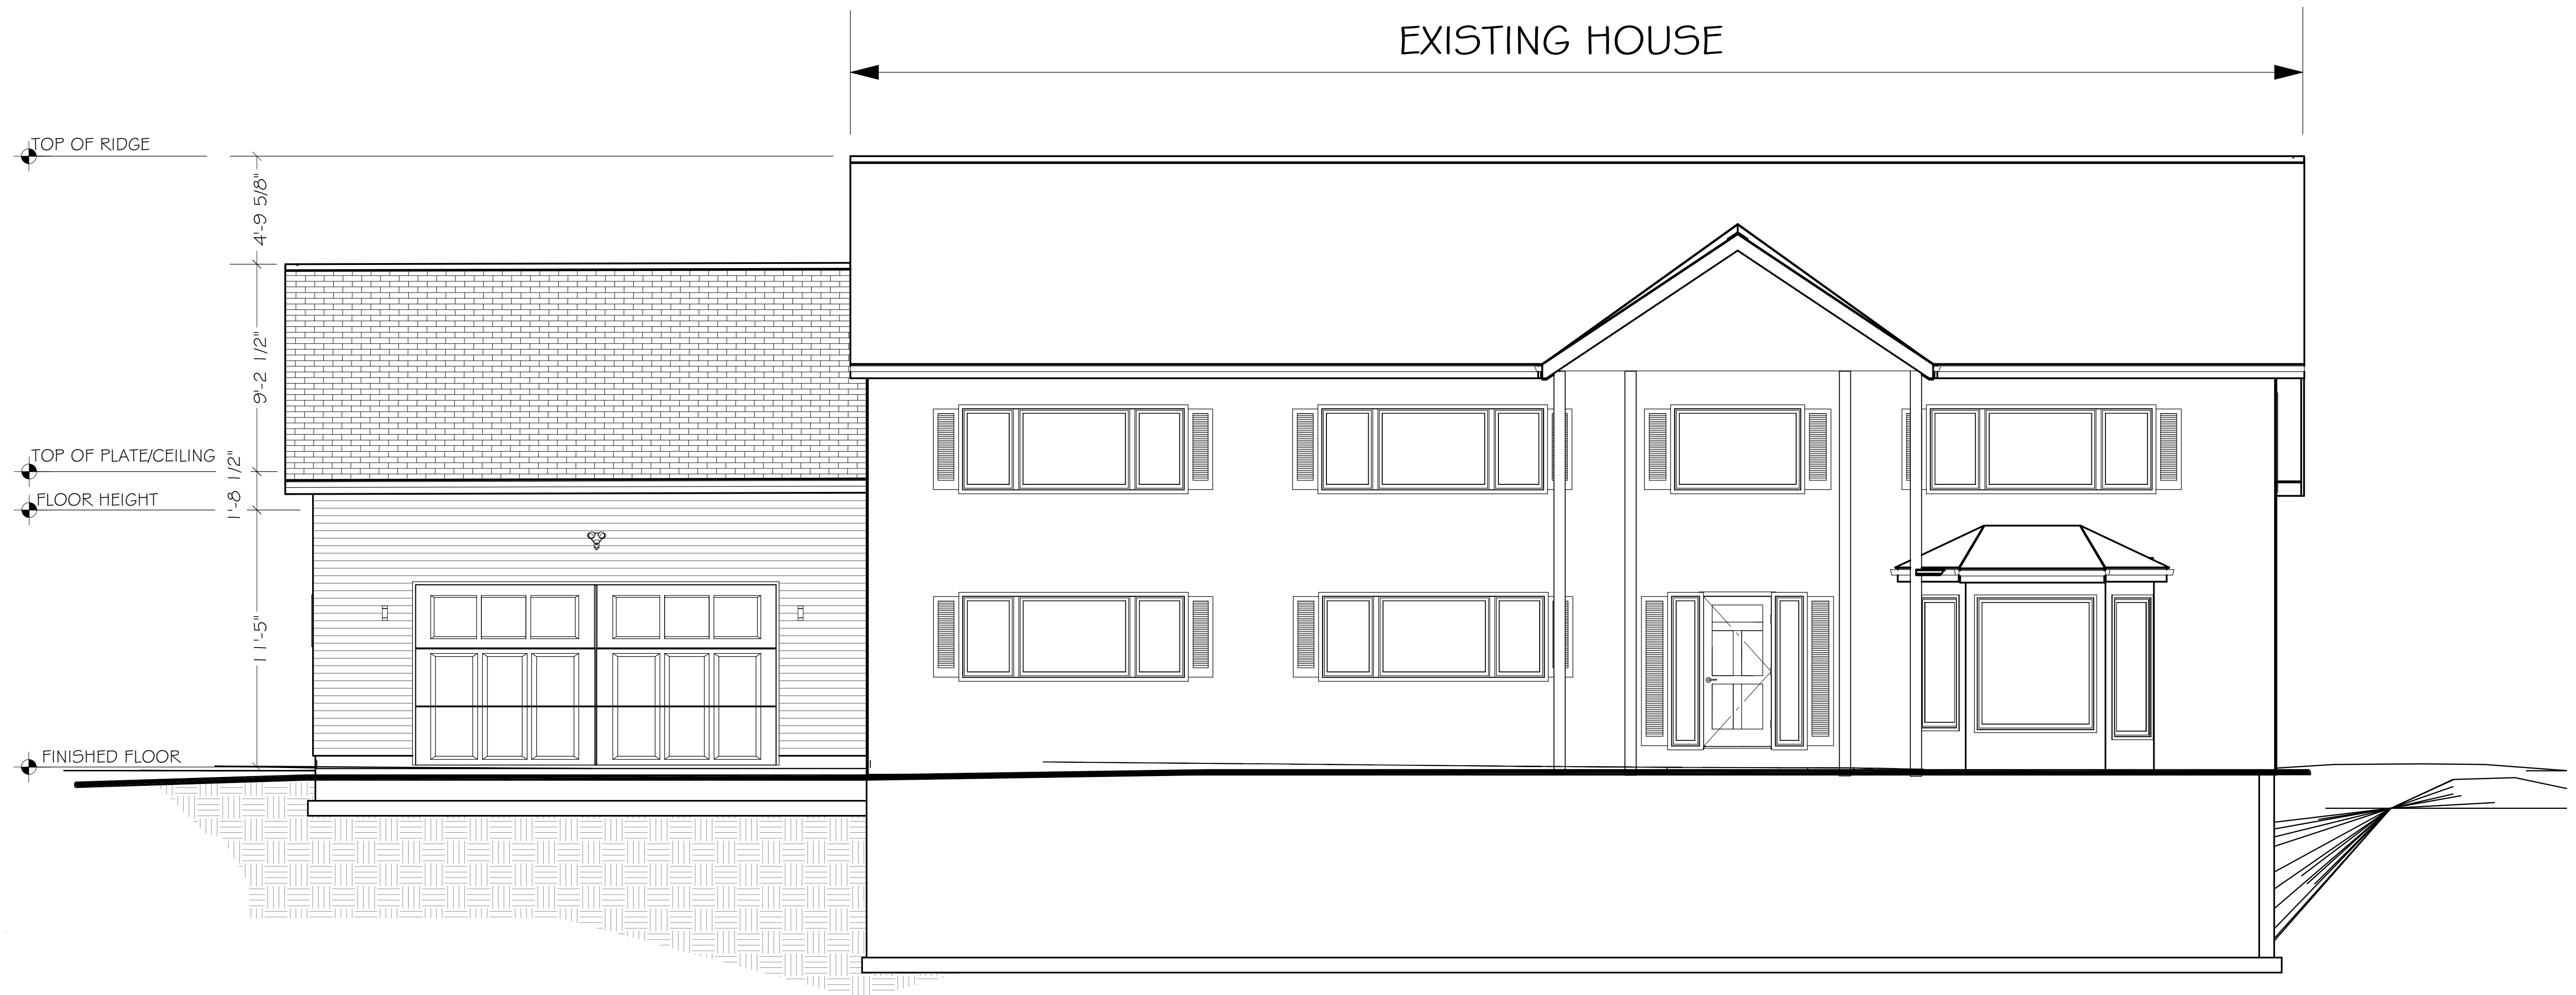 EXISTING HOUSE
TOP OF RIDGE
4'-9 5/8"
9'-2 1/2"
TOP OF PLATE/CEILING
1'-8 1/2"
FLOOR HEIGHT
11'-5"
FINISHED FLOOR